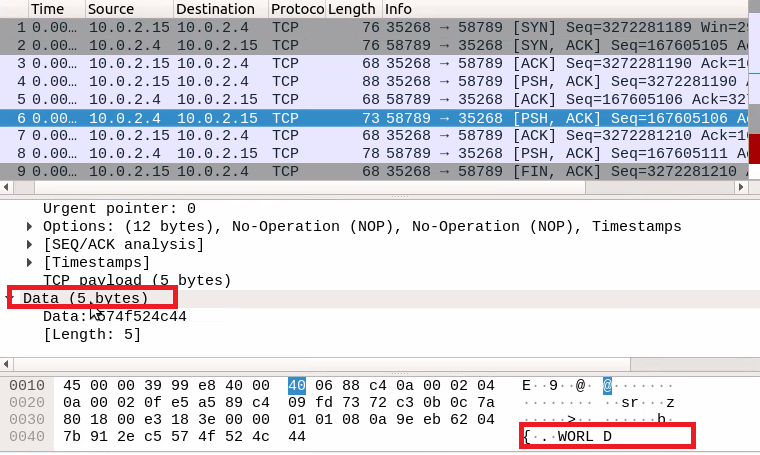 Time Source Destination Protoco Length Info
1 0.00… 10.0.2.15 10.0.2.4 TCP 76 35268 → 58789 [SYN] Seq=3272281189 Win=29
2 0.00… 10.0.2.4 10.0.2.15 TCP 76 58789 → 35268 [SYN, ACK] Seq=167605105 Ac
3 0.00… 10.0.2.15 10.0.2.4 TCP 68 35268 → 58789 [ACK] Seq=3272281190 Ack=16
4 0.00… 10.0.2.15 10.0.2.4 TCP 88 35268 → 58789 [PSH, ACK] Seq=3272281190 A
5 0.00… 10.0.2.4 10.0.2.15 TCP 68 58789 → 35268 [ACK] Seq=167605106 Ack=327
6 0.00… 10.0.2.4 10.0.2.15 TCP 73 58789 → 35268 [PSH, ACK] Seq=167605106 Ac
7 0.00… 10.0.2.15 10.0.2.4 TCP 68 35268 → 58789 [ACK] Seq=3272281210 Ack=16
8 0.00… 10.0.2.4 10.0.2.15 TCP 78 58789 → 35268 [PSH, ACK] Seq=167605111 Ac
9 0.00… 10.0.2.15 10.0.2.4 TCP 68 35268 → 58789 [FIN, ACK] Seq=3272281210 A
Urgent pointer: 0
Options: (12 bytes), No-Operation (NOP), No-Operation (NOP), Timestamps
[SEQ/ACK analysis]
[Timestamps]
TCP payload (5 bytes)
Data (5 bytes)
Data: 574f524c44
[Length: 5]
0010 45 00 00 39 99 e8 40 00 40 06 88 c4 0a 00 02 04 E··9··@· @·······
0020 0a 00 02 0f e5 a5 89 c4 09 fd 73 72 c3 0b 0c 7a ········ ··sr···z
0030 80 18 00 e3 18 3e 00 00 01 01 08 0a 9e eb 62 04 ·····>·· ······b·
0040 7b 91 2e c5 57 4f 52 4c 44 {·.·WORL D